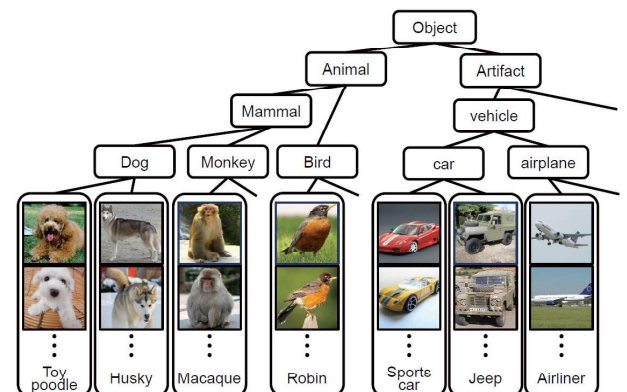 Object
Animal
Artifact
Mammal
vehicle
Dog
Monkey
Bird
car
airplane
Toy
poodle
Husky
Macaque
Robin
Sports
car
Jeep
Airliner